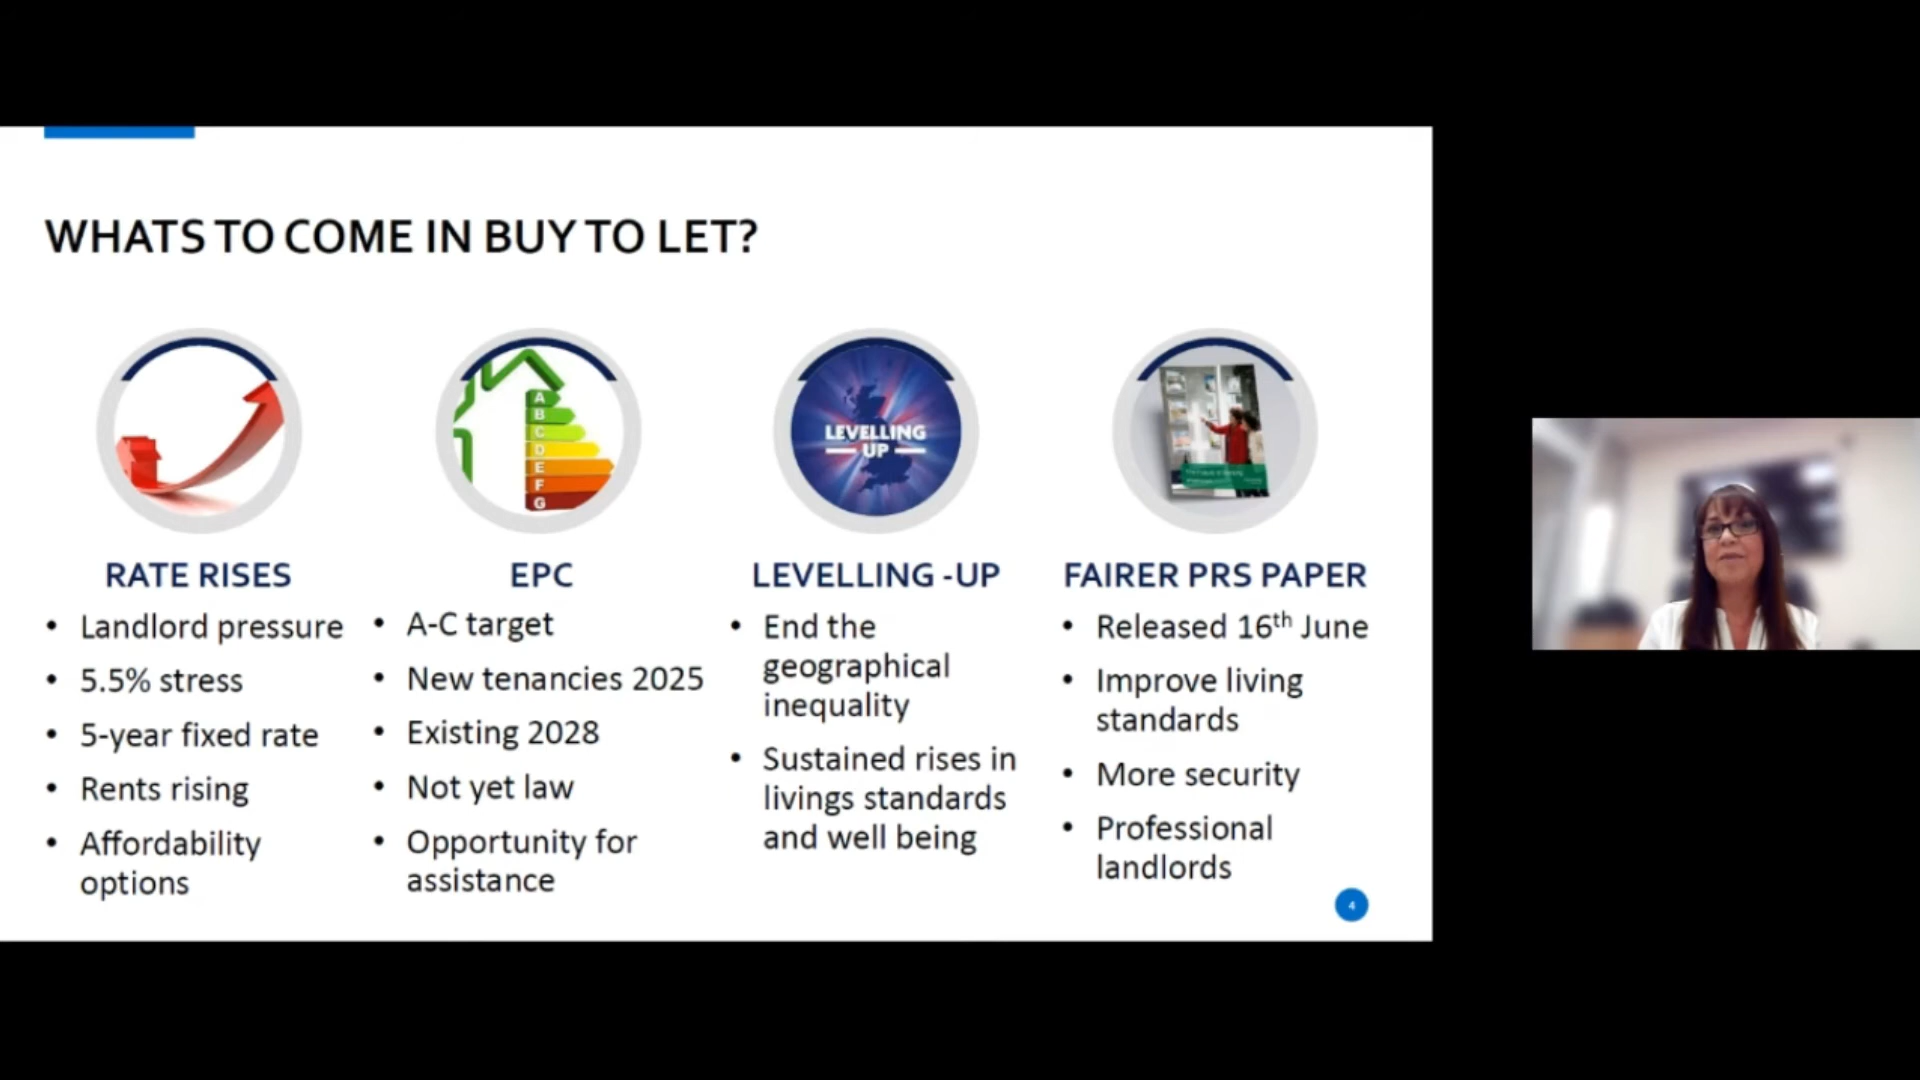 WHATS TO COME IN BUY TO LET?
A
B
C
D
E
F
G
LEVELLING
UP
RATE RISES
• Landlord pressure
• 5.5% stress
• 5-year fixed rate
• Rents rising
• Affordability
options
EPC
• A-C target
• New tenancies 2025
• Existing 2028
• Not yet law
• Opportunity for
assistance
LEVELLING -UP
• End the
geographical
inequality
• Sustained rises in
livings standards
and well being
FAIRER PRS PAPER
• Released 16th June
• Improve living
standards
• More security
• Professional
landlords
4